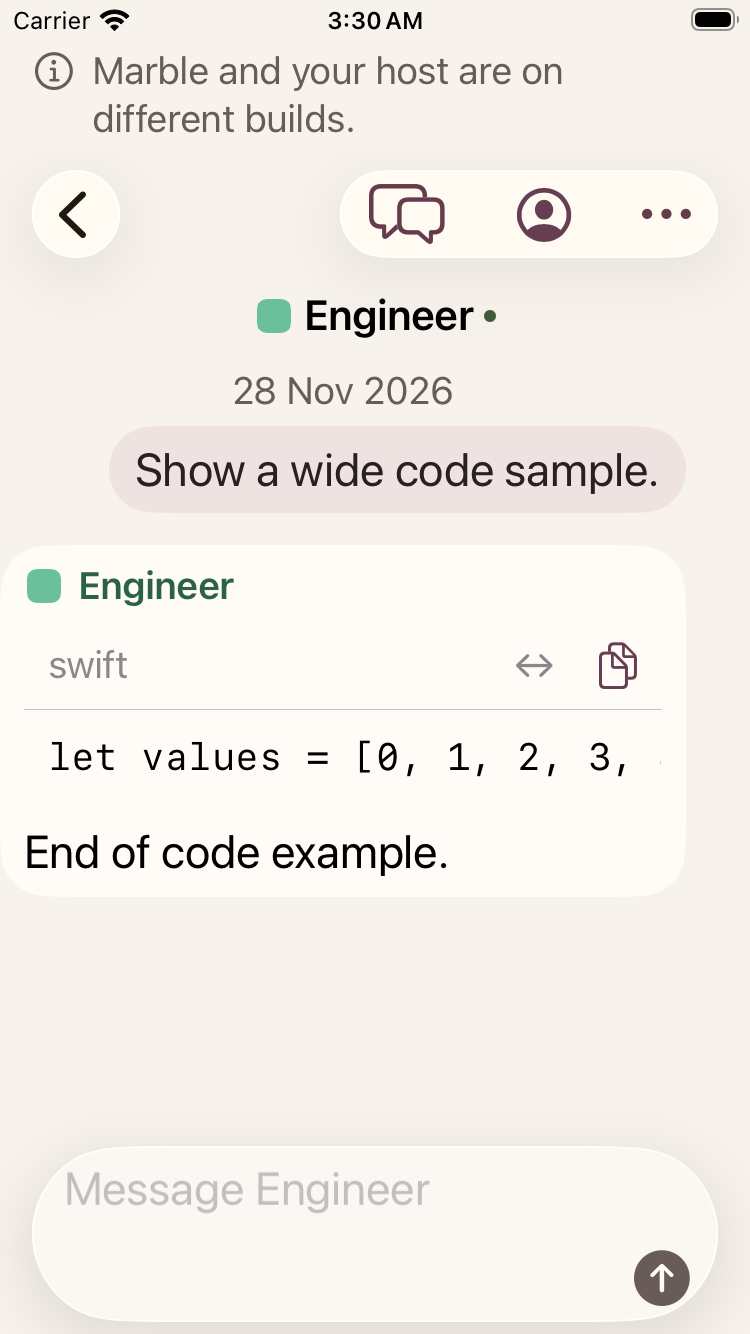 Carrier 3:30 AM
Marble and your host are on
different builds.
Engineer
28 Nov 2026
Show a wide code sample.
Engineer
swift
let values = [0, 1, 2, 3,
End of code example.
Message Engineer